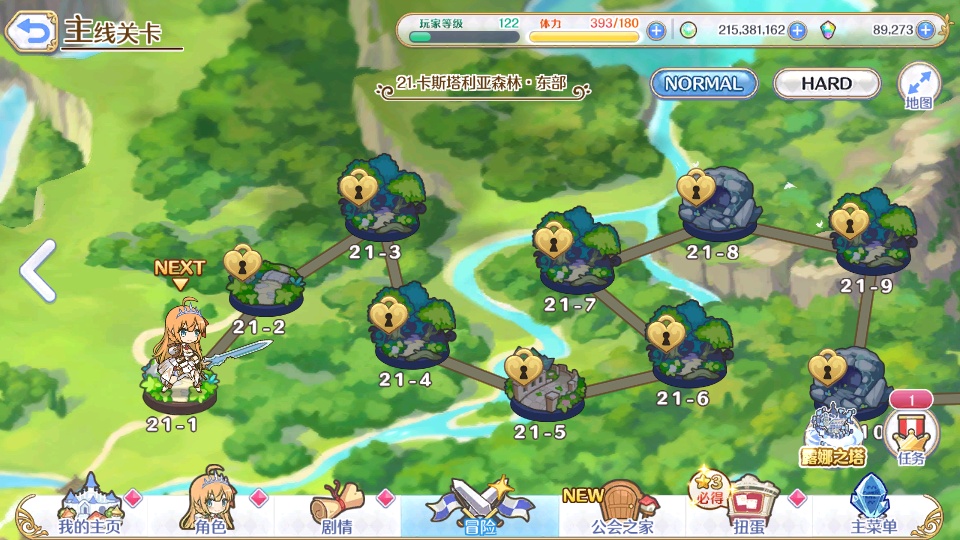 主线关卡
玩家等级 122
体力 393/180
215,381,162
89,273
21.卡斯塔利亚森林·东部
NORMAL
HARD
地图
NEXT
21-1
21-2
21-3
21-4
21-5
21-6
21-7
21-8
21-9
10
露娜之塔
1
任务
我的主页
角色
剧情
冒险
NEW
公会之家
★3
必得
扭蛋
主菜单